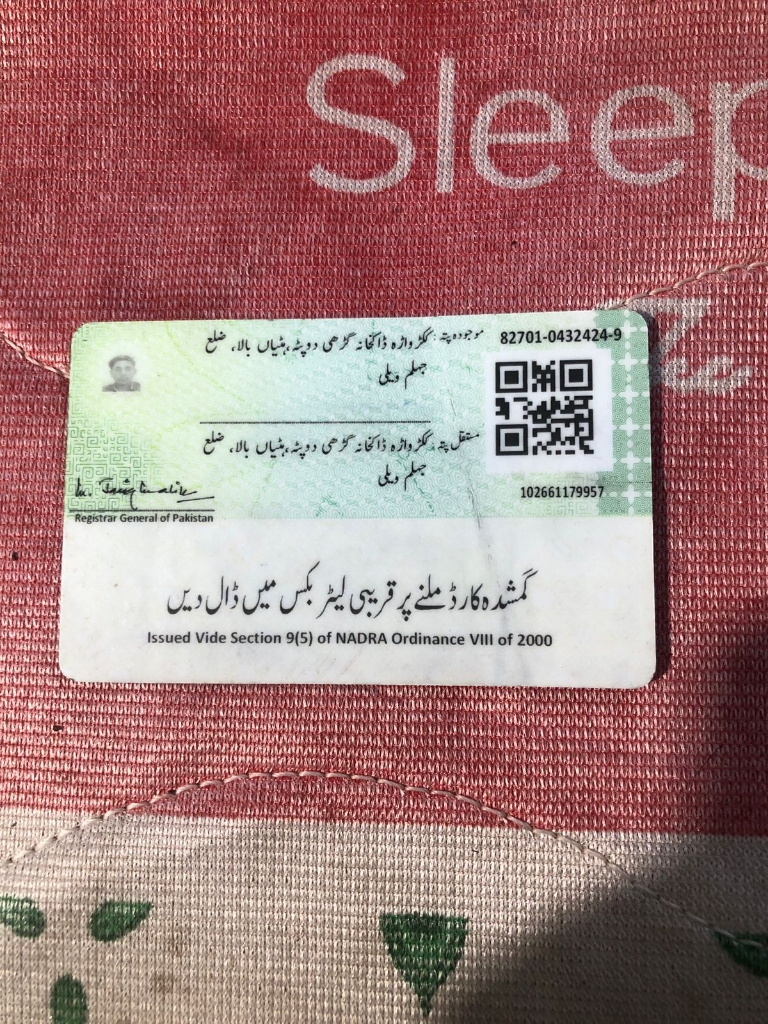 Sleep
82701-0432424-9
موجودہ پتہ: ککڑواڑہ ڈاکخانہ گڑھی دوپٹہ، ہٹیاں بالا، ضلع
جہلم ویلی
مستقل پتہ: ککڑواڑہ ڈاکخانہ گڑھی دوپٹہ، ہٹیاں بالا، ضلع
جہلم ویلی
102661179957
Registrar General of Pakistan
گمشدہ کارڈ ملنے پر قریبی لیٹر بکس میں ڈال دیں
Issued Vide Section 9(5) of NADRA Ordinance VIII of 2000